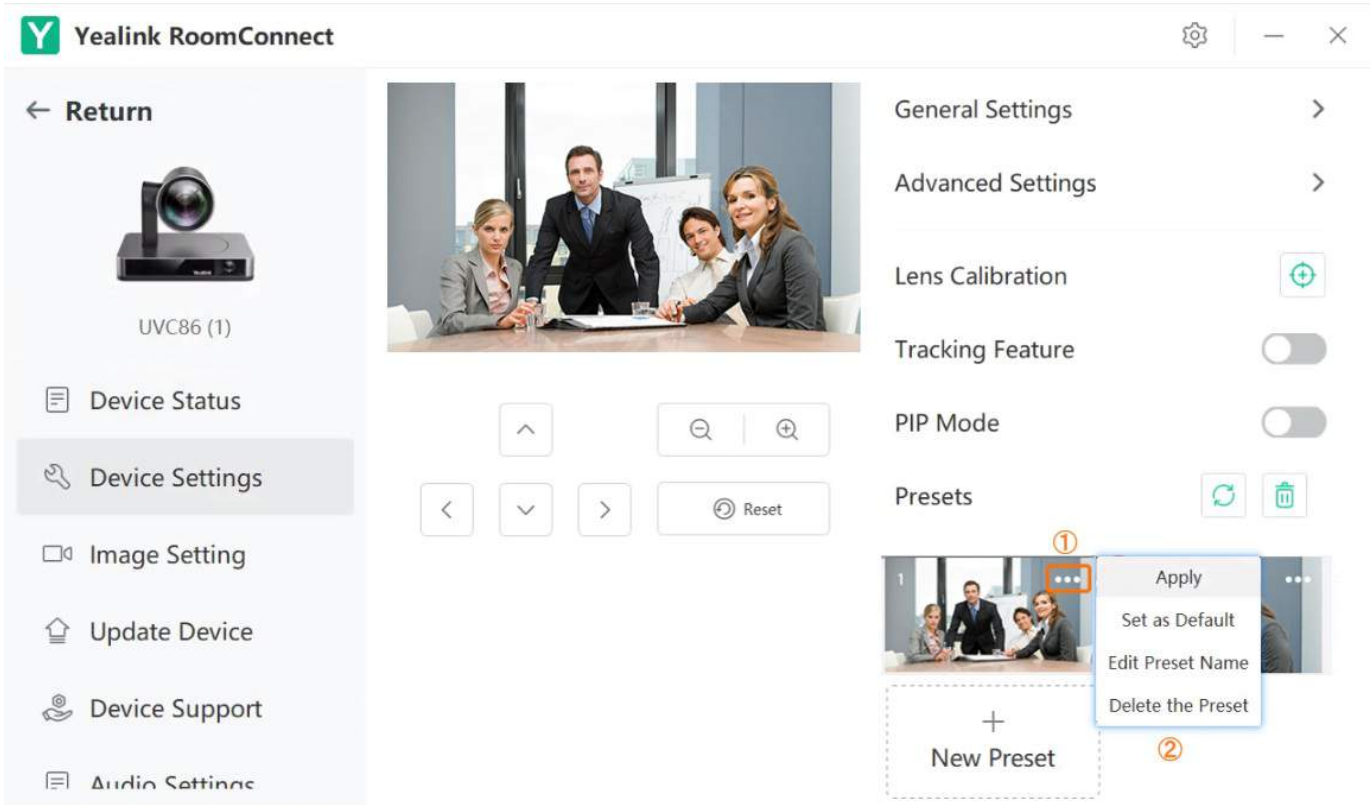 Yealink RoomConnect
Return
UVC86 (1)
Device Status
Device Settings
Image Setting
Update Device
Device Support
Audio Settings
Reset
General Settings
Advanced Settings
Lens Calibration
Tracking Feature
PIP Mode
Presets
①
1
Apply
Set as Default
Edit Preset Name
Delete the Preset
②
New Preset